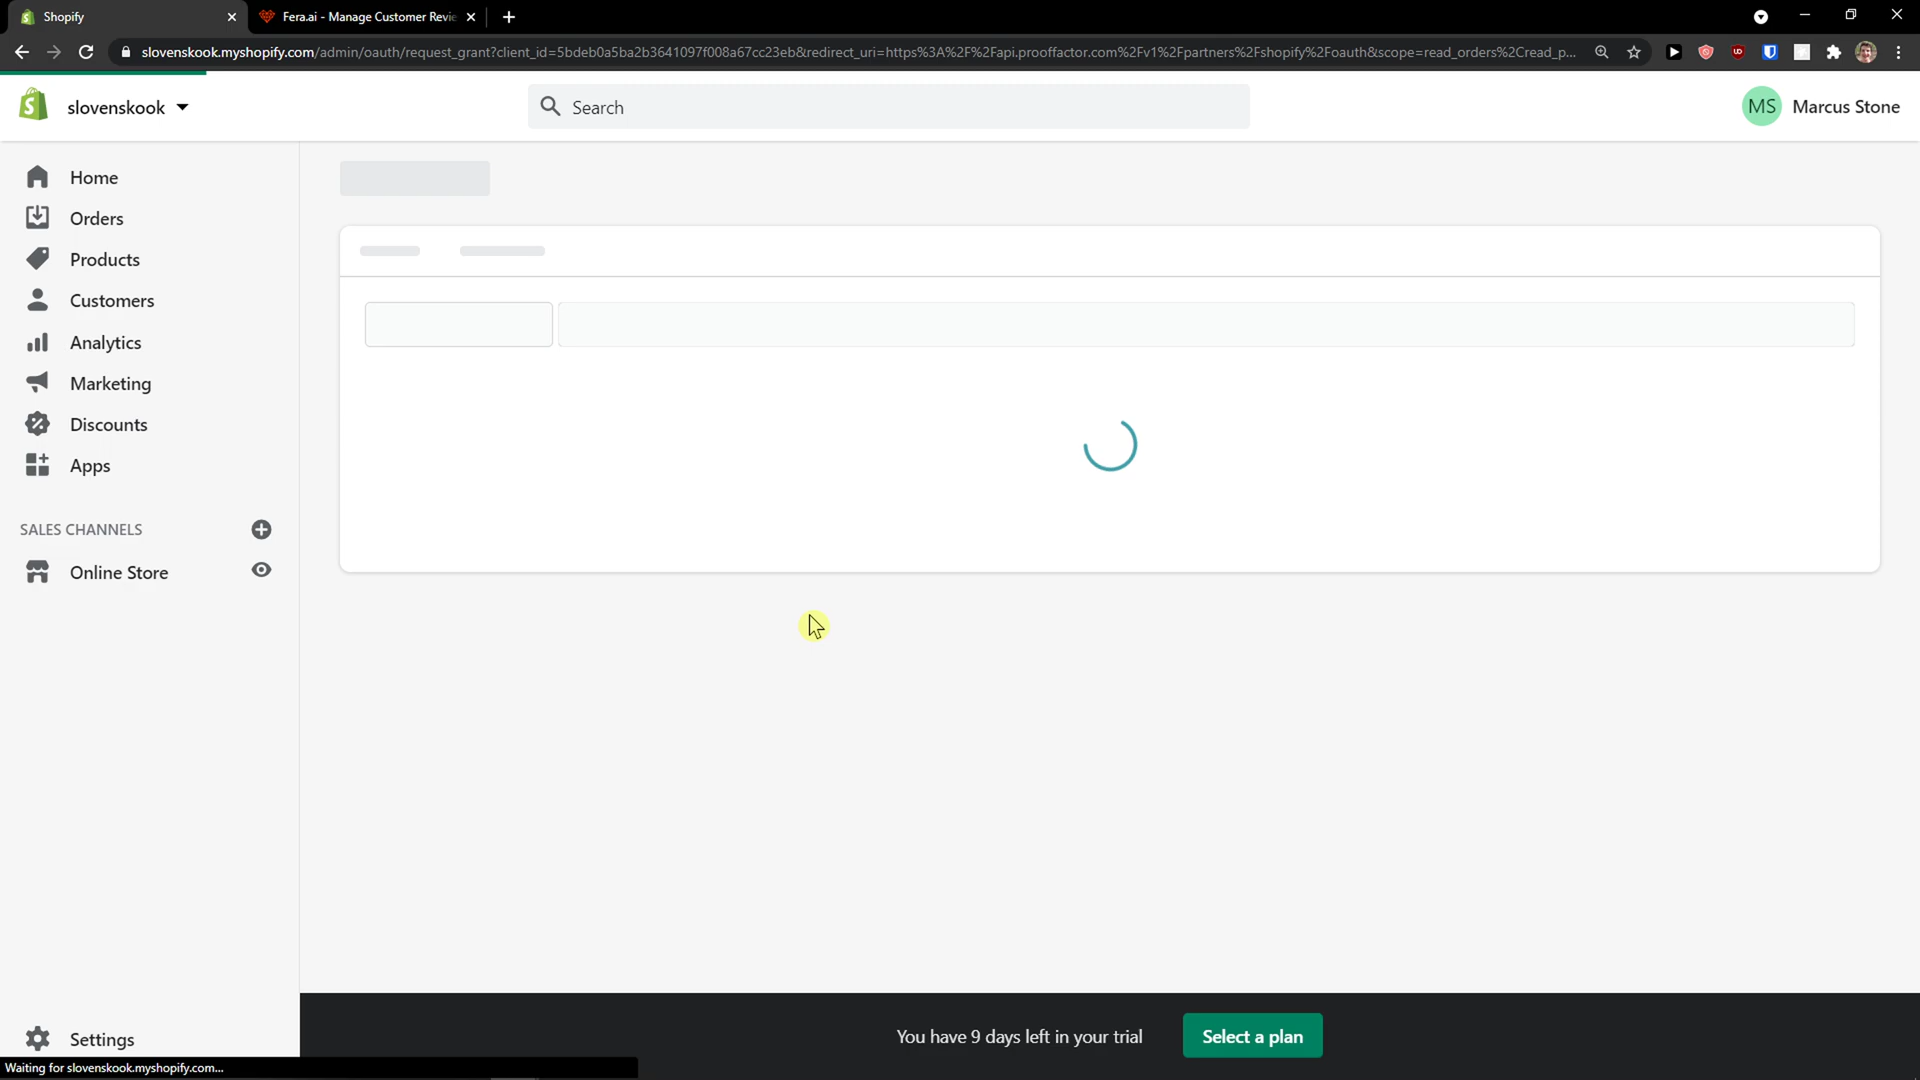 Shopify
Fera.ai - Manage Customer Revie
slovenskook.myshopify.com/admin/oauth/request_grant?client_id=5bdeb0a5ba2b3641097f008a67cc23eb&redirect_uri=https%3A%2F%2Fapi.prooffactor.com%2Fv1%2Fpartners%2Fshopify%2Foauth&scope=read_orders%2Cread_p...
slovenskook
Search
MS
Marcus Stone
Home
Orders
Products
Customers
Analytics
Marketing
Discounts
Apps
SALES CHANNELS
Online Store
Settings
You have 9 days left in your trial
Select a plan
Waiting for slovenskook.myshopify.com...